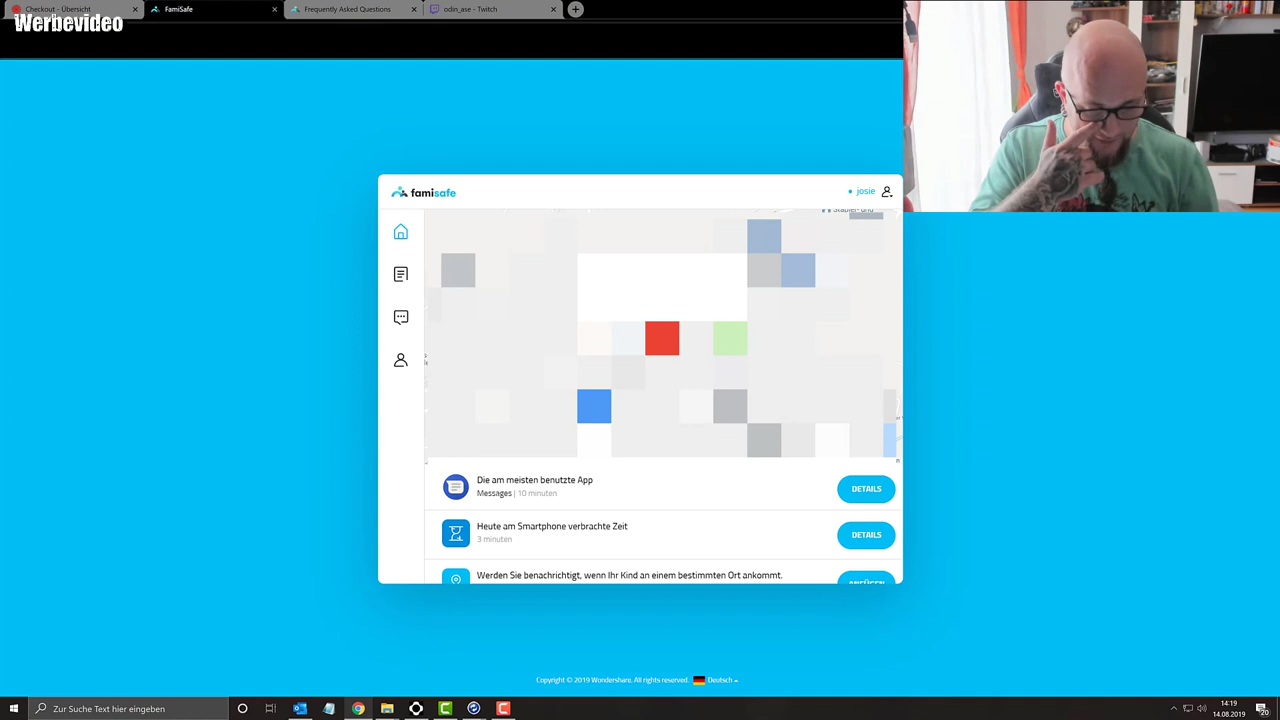 Checkout - Übersicht
FamiSafe
Frequently Asked Questions
odin_ase - Twitch
Werbevideo
famisafe
josie
Die am meisten benutzte App
Messages | 10 minuten
DETAILS
Heute am Smartphone verbrachte Zeit
3 minuten
DETAILS
Werden Sie benachrichtigt, wenn Ihr Kind an einem bestimmten Ort ankommt.
ANFÜGEN
Copyright © 2019 Wondershare. All rights reserved.
Deutsch
Zur Suche Text hier eingeben
14:19
14.08.2019
20